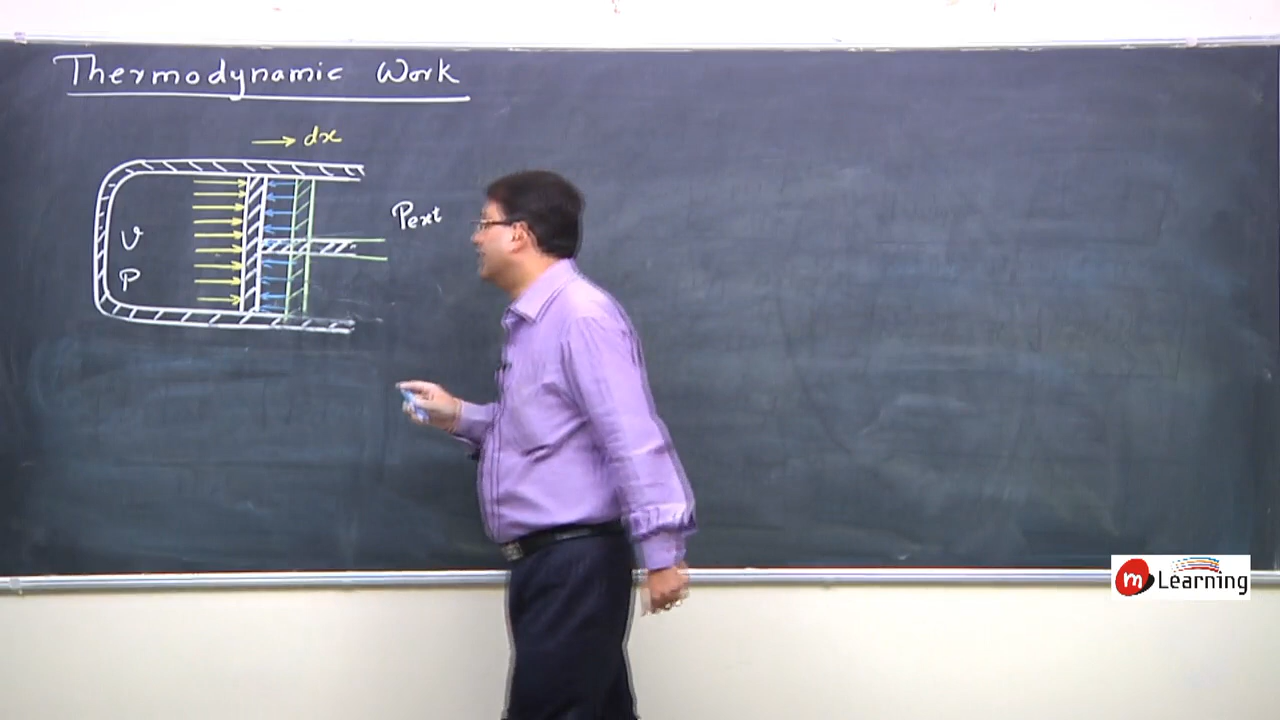 Thermodynamic Work
→ dx
Pext
V
P
m Learning